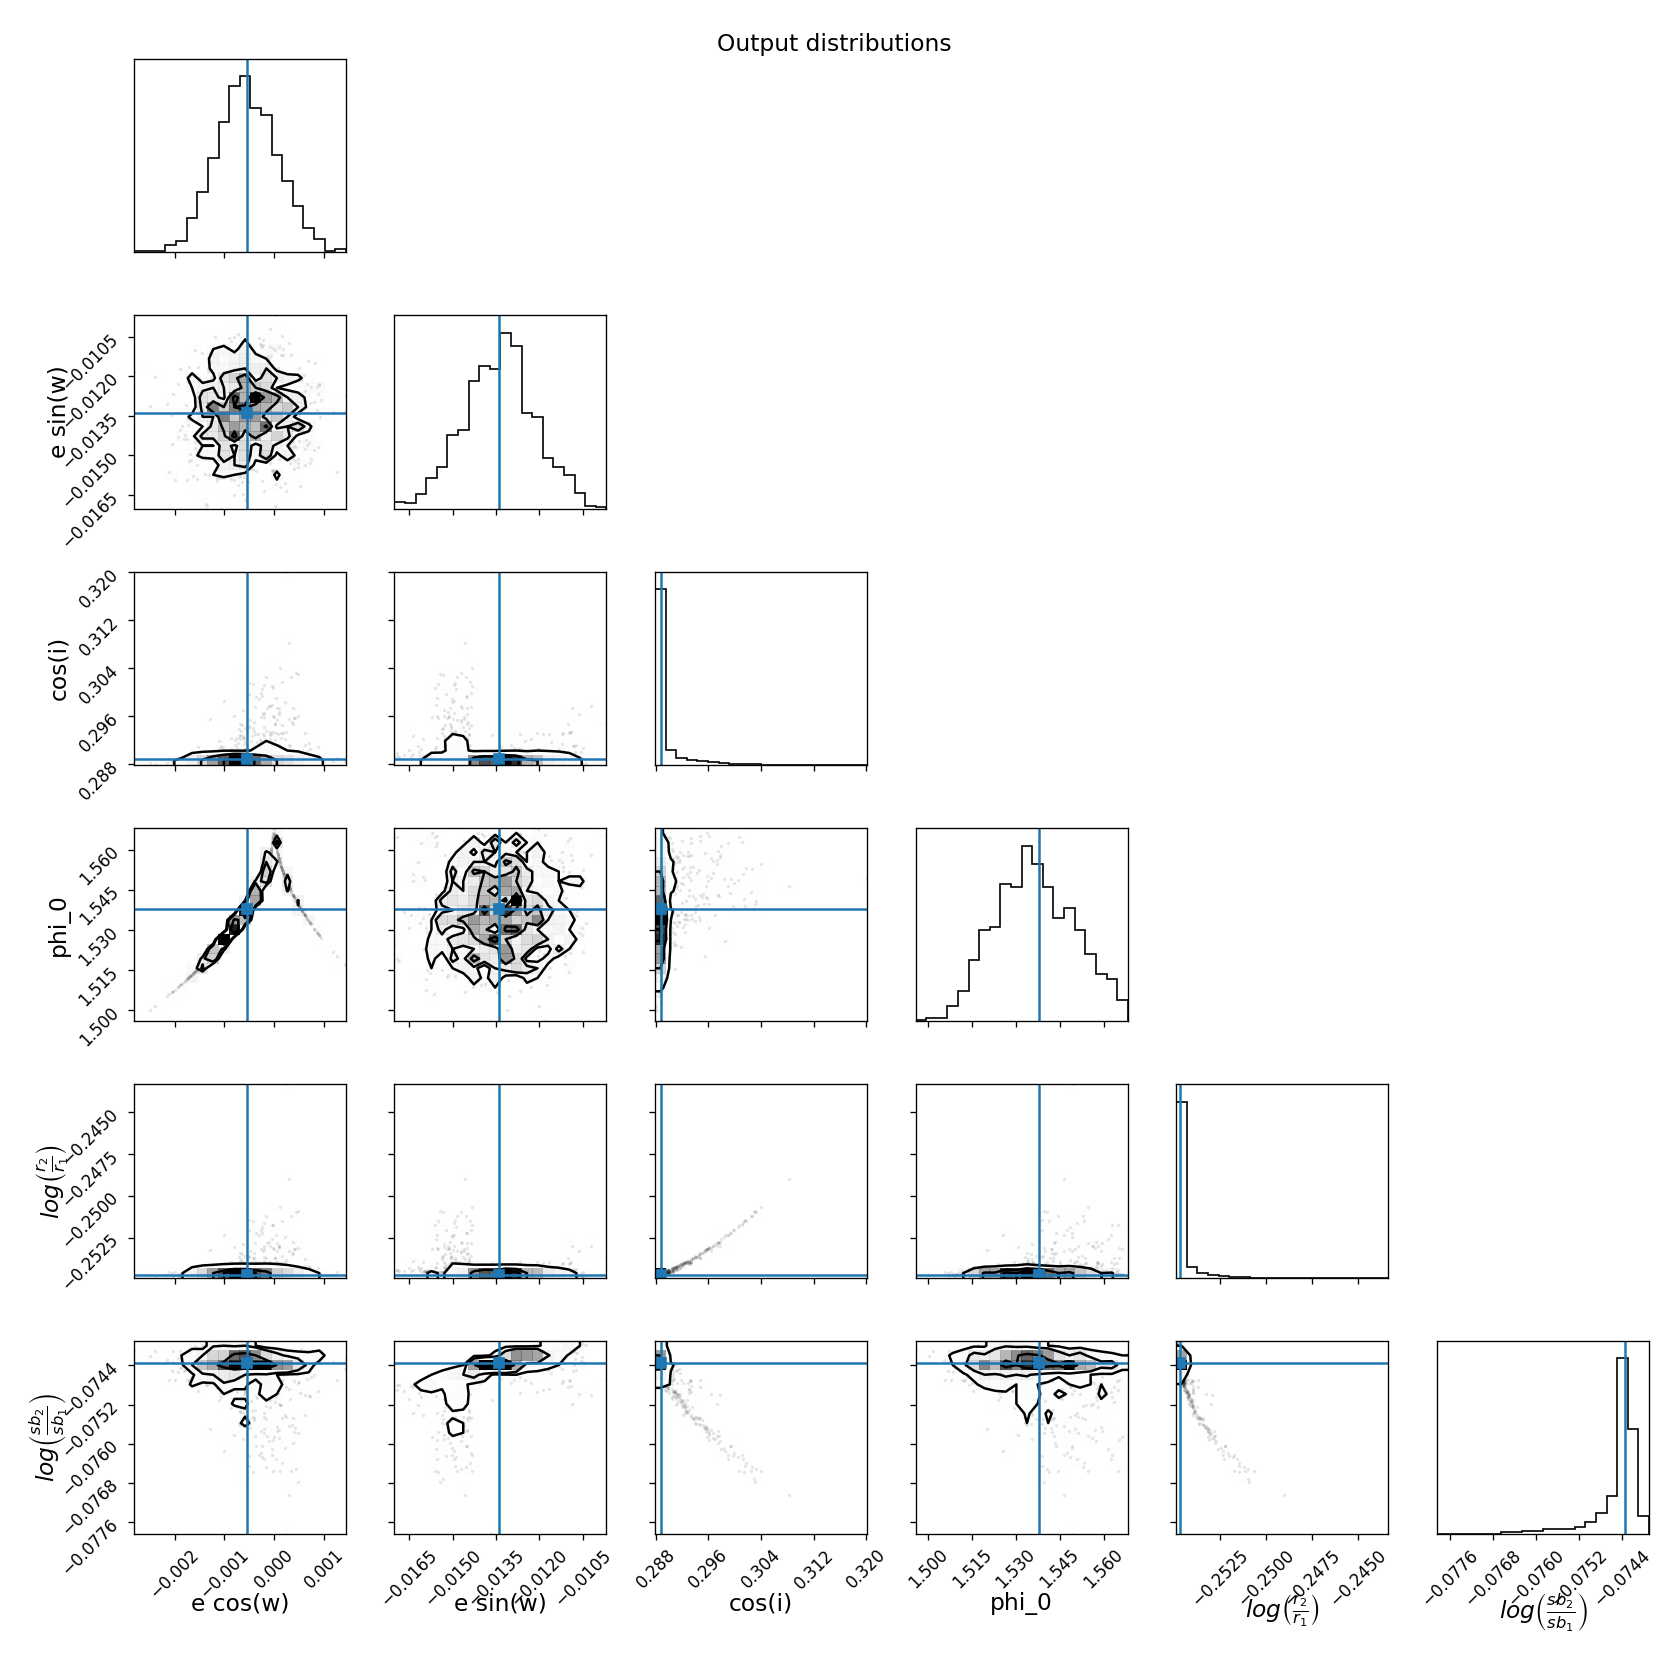 Output distributions
e sin(w)
−0.0105
−0.0120
−0.0135
−0.0150
−0.0165
cos(i)
0.320
0.312
0.304
0.296
0.288
phi_0
1.560
1.545
1.530
1.515
1.500
log(r₂/r₁)
−0.2450
−0.2475
−0.2500
−0.2525
log(sb₂/sb₁)
−0.0744
−0.0752
−0.0760
−0.0768
−0.0776
−0.002 −0.001 0.000 0.001
−0.0165 −0.0150 −0.0135 −0.0120 −0.0105
0.288 0.296 0.304 0.312 0.320
1.500 1.515 1.530 1.545 1.560
−0.2525 −0.2500 −0.2475 −0.2450
−0.0776 −0.0768 −0.0760 −0.0752 −0.0744
e cos(w) e sin(w) cos(i) phi_0 log(r₂/r₁) log(sb₂/sb₁)